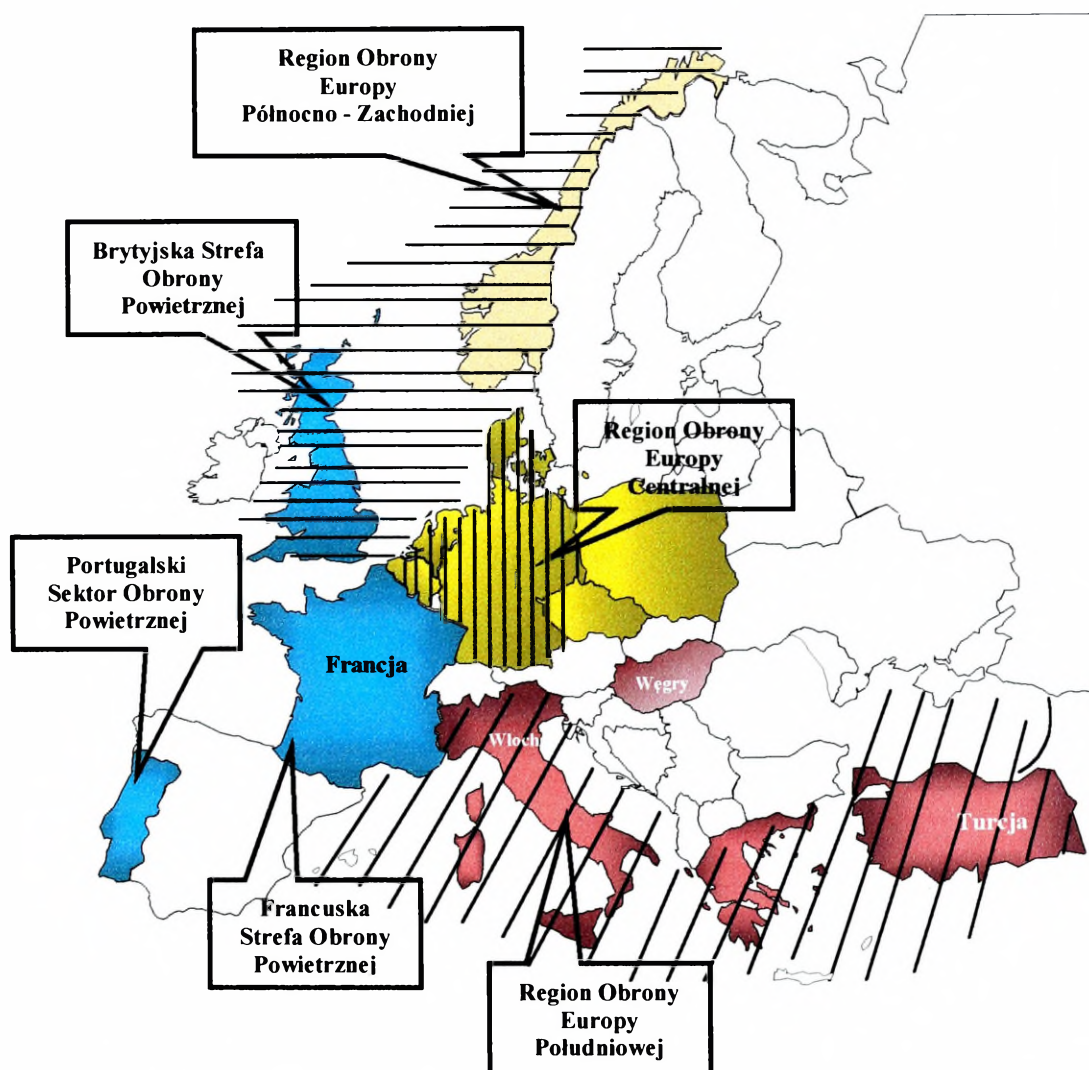 Region Obrony
Europy
Północno - Zachodniej
Brytyjska Strefa
Obrony
Powietrznej
Region Obrony
Europy
Centralnej
Portugalski
Sektor Obrony
Powietrznej
Francja
Węgry
Włochy
Turcja
Francuska
Strefa Obrony
Powietrznej
Region Obrony
Europy
Południowej